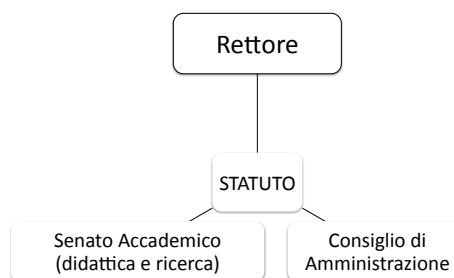 Rettore
STATUTO
Senato Accademico
(didattica e ricerca)
Consiglio di
Amministrazione